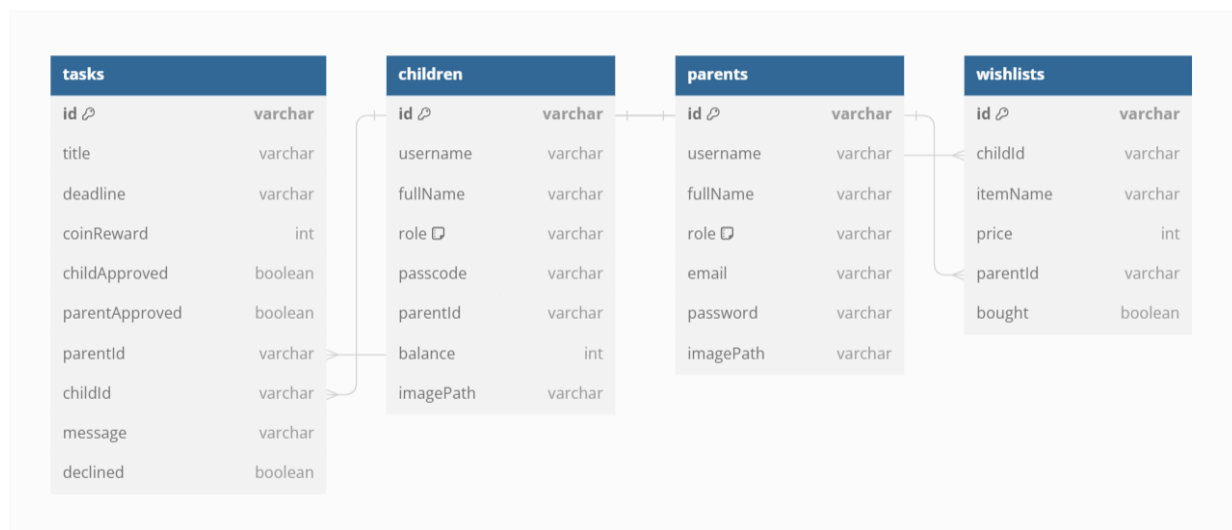 tasks
id varchar
title varchar
deadline varchar
coinReward int
childApproved boolean
parentApproved boolean
parentId varchar
childId varchar
message varchar
declined boolean
children
id varchar
username varchar
fullName varchar
role varchar
passcode varchar
parentId varchar
balance int
imagePath varchar
parents
id varchar
username varchar
fullName varchar
role varchar
email varchar
password varchar
imagePath varchar
wishlists
id varchar
childId varchar
itemName varchar
price int
parentId varchar
bought boolean